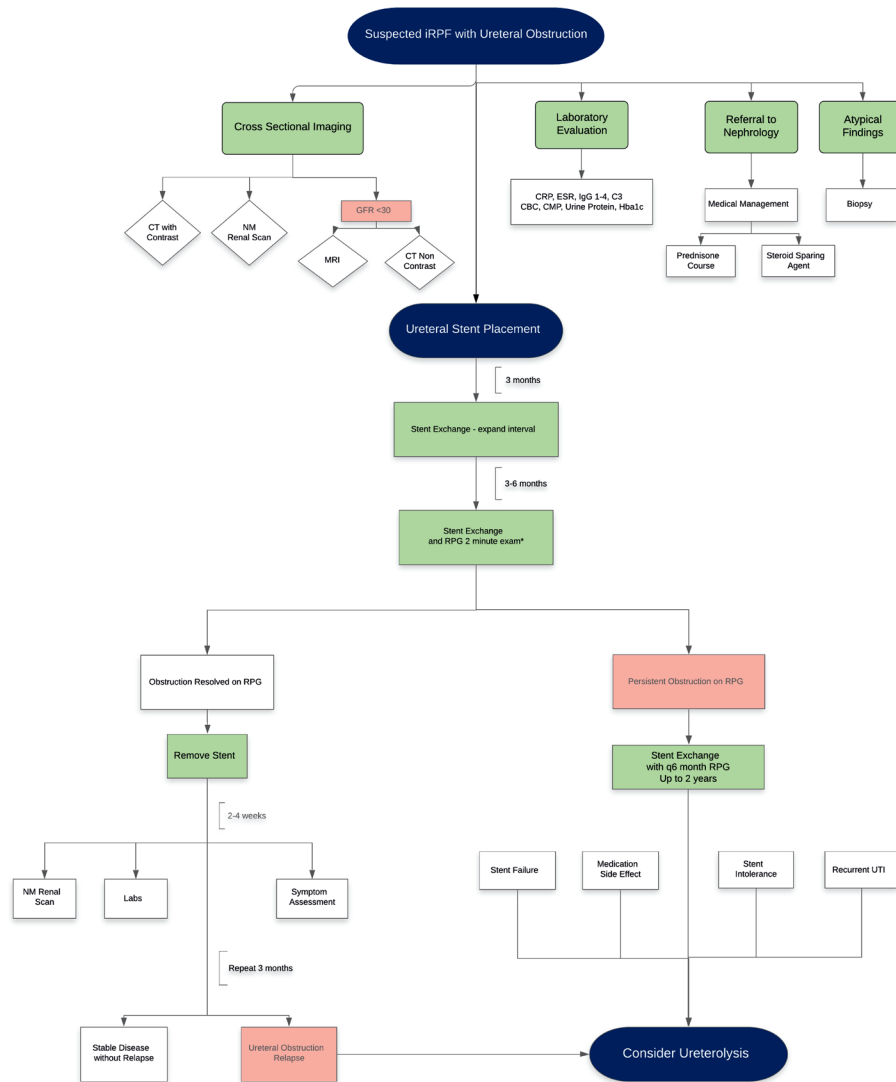 Suspected iRPF with Ureteral Obstruction
Cross Sectional Imaging
Laboratory
Evaluation
Referral to
Nephrology
Atypical
Findings
CT with
Contrast
NM
Renal Scan
GFR <30
MRI
CT Non
Contrast
CRP, ESR, IgG 1-4, C3
CBC, CMP, Urine Protein, Hba1c
Medical Management
Prednisone
Course
Steroid Sparing
Agent
Biopsy
Ureteral Stent Placement
3 months
Stent Exchange - expand interval
3-6 months
Stent Exchange
and RPG 2 minute exam*
Obstruction Resolved on RPG
Persistent Obstruction on RPG
Remove Stent
Stent Exchange
with q6 month RPG
Up to 2 years
2-4 weeks
NM Renal
Scan
Labs
Symptom
Assessment
Stent Failure
Medication
Side Effect
Stent
Intolerance
Recurrent UTI
Repeat 3 months
Stable Disease
without Relapse
Ureteral Obstruction
Relapse
Consider Ureterolysis